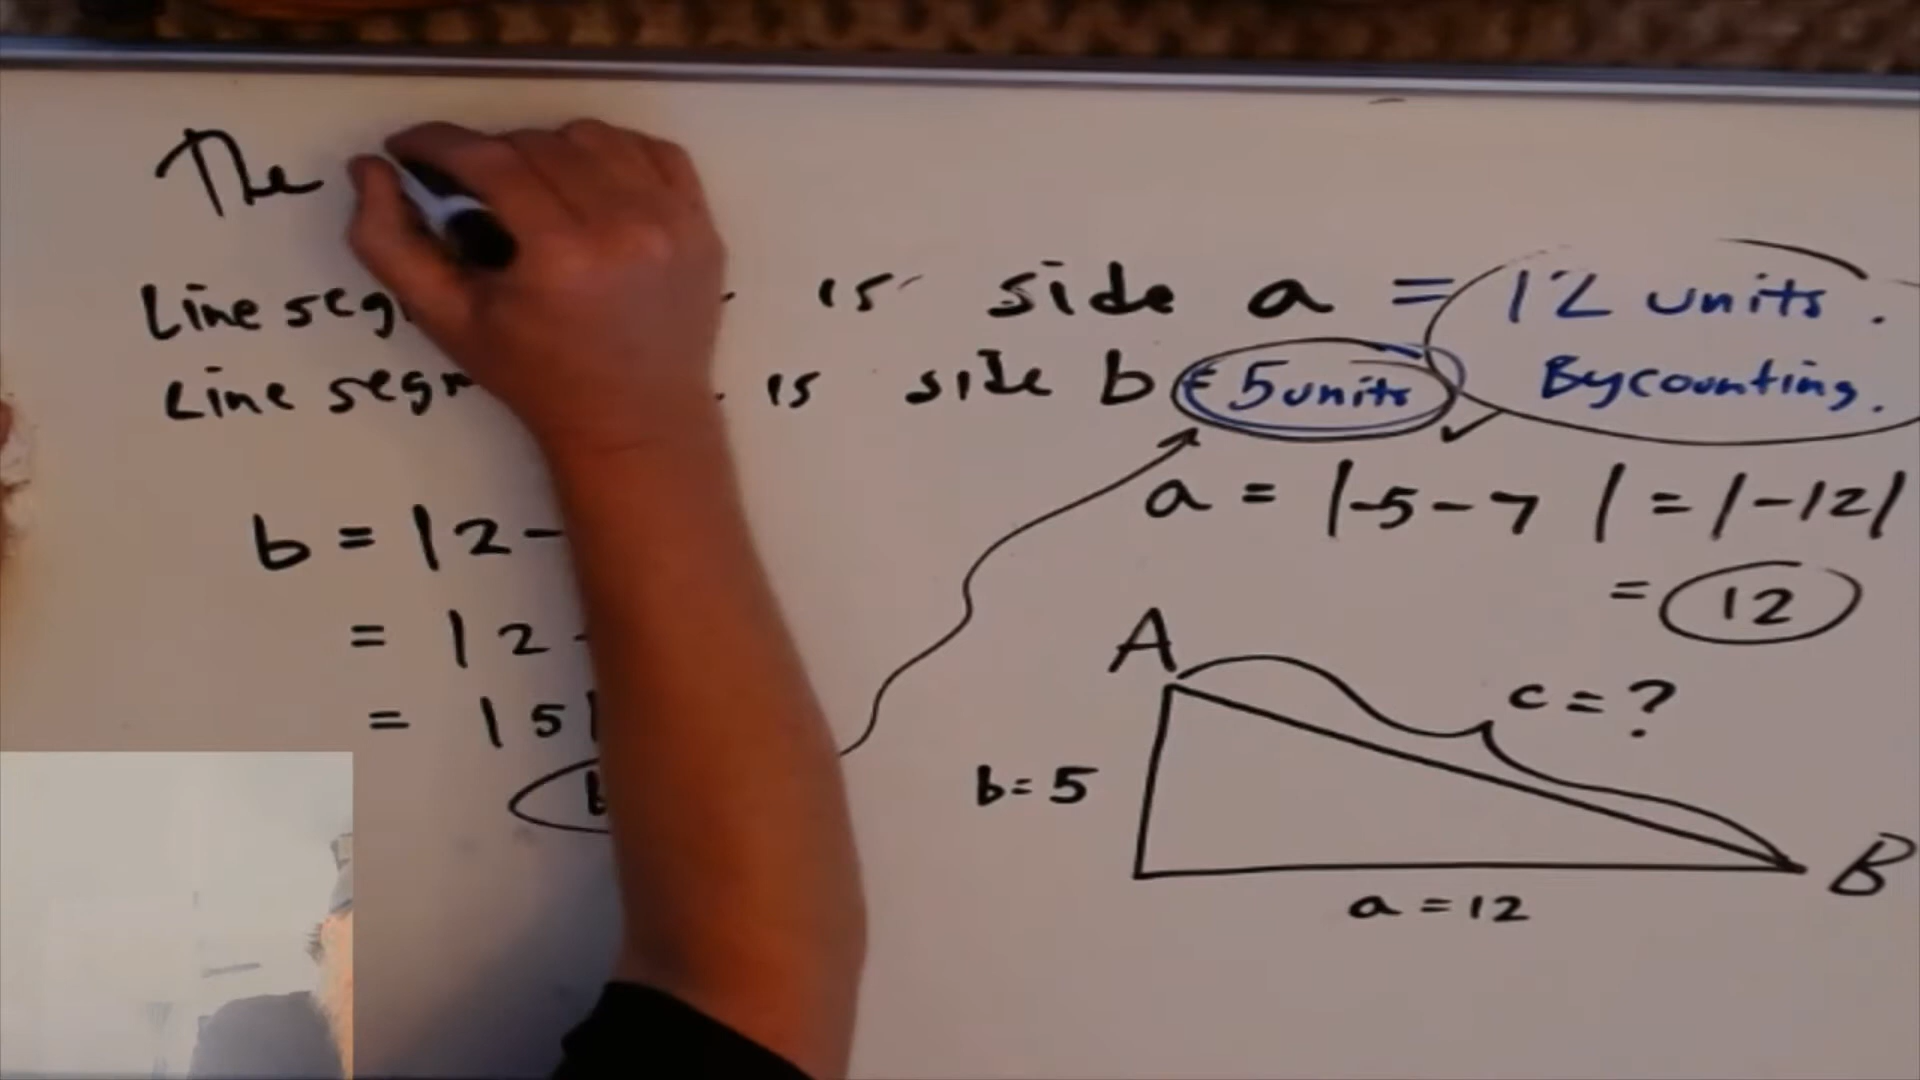 The
Line seg is side a = 12 units.
Line seg is side b = 5 units By counting.
a = |-5-7| = |-12|
= 12
b = |2-
= |2-
= |5|
A
c = ?
b = 5
B
a = 12